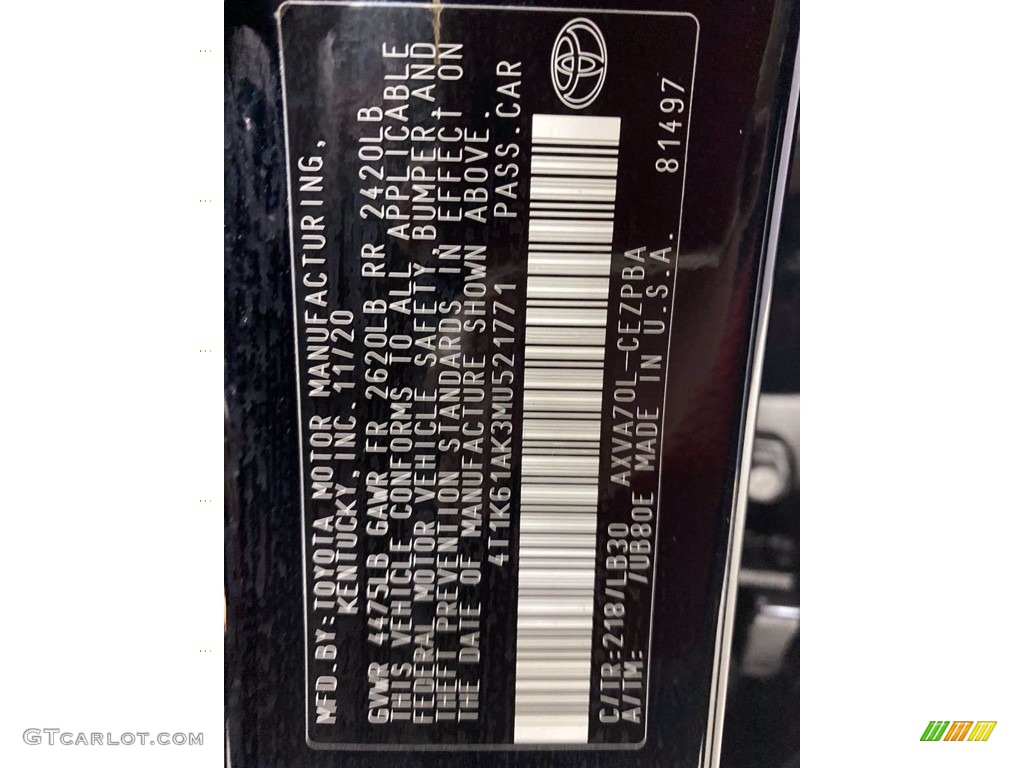 MFD.BY:TOYOTA MOTOR MANUFACTURING,
KENTUCKY,INC. 11/20
GVWR 4475LB GAWR FR 2620LB RR 2420LB
THIS VEHICLE CONFORMS TO ALL APPLICABLE
FEDERAL MOTOR VEHICLE SAFETY,BUMPER,AND
THEFT PREVENTION STANDARDS IN EFFECT ON
THE DATE OF MANUFACTURE SHOWN ABOVE.
4T1K61AK3MU521771 PASS.CAR
C/TR:218/LB30 AXVA70L-CEZPBA
A/TM: -/UB80E MADE IN U.S.A. 81497
GTcarlot.com